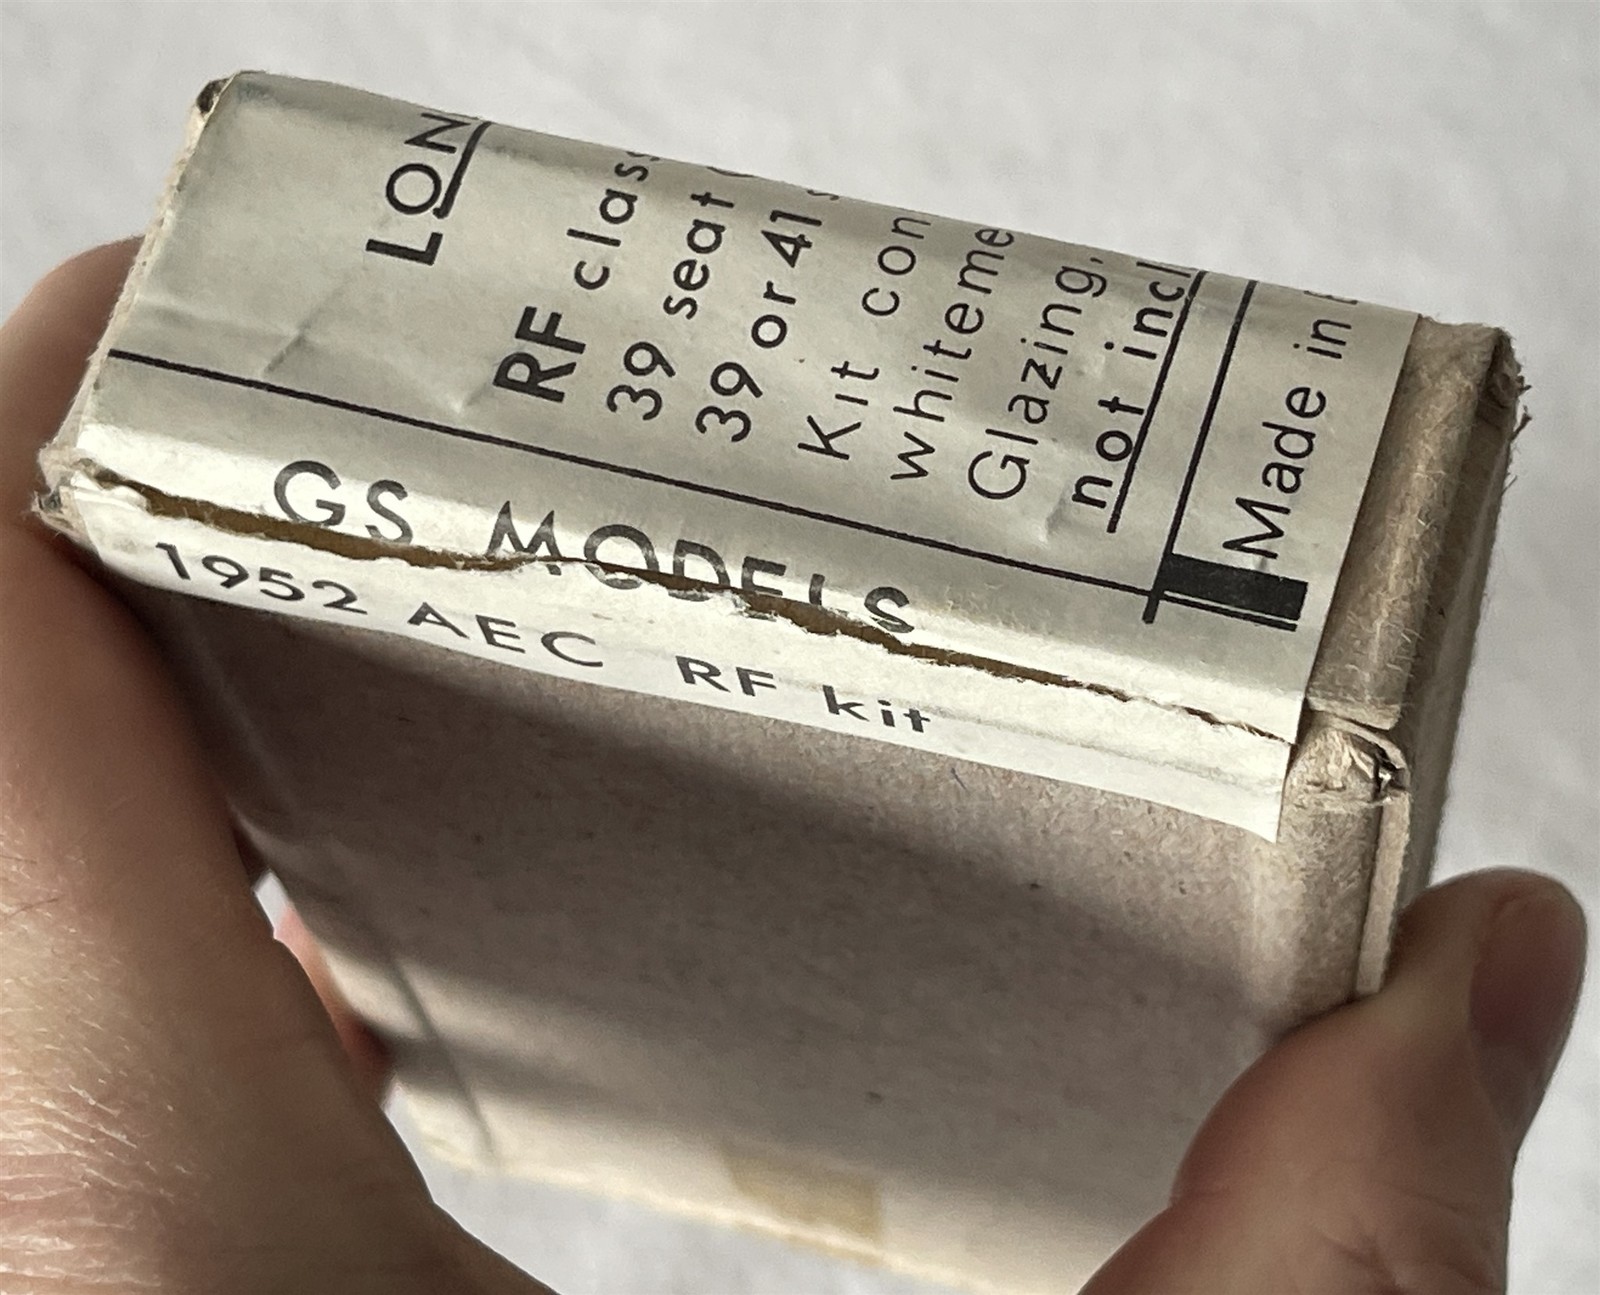 LON
RF class
39 seat
39 or 41 s
Kit con
whiteme
Glazing,
not incl
Made in
GS MODELS
1952 AEC RF kit